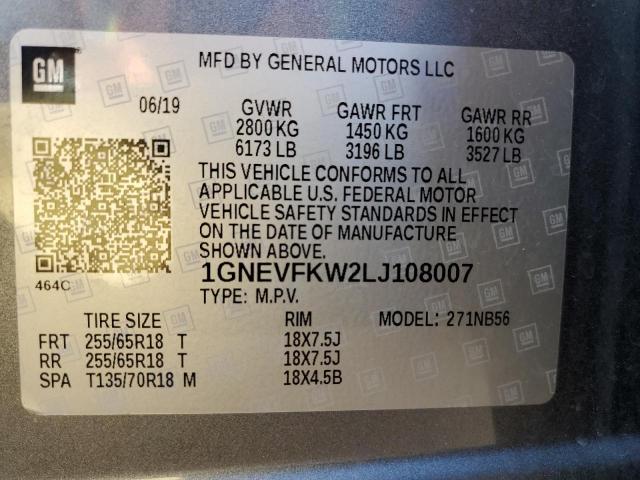 GM
MFD BY GENERAL MOTORS LLC
06/19 GVWR GAWR FRT GAWR RR
2800 KG 1450 KG 1600 KG
6173 LB 3196 LB 3527 LB
THIS VEHICLE CONFORMS TO ALL
APPLICABLE U.S. FEDERAL MOTOR
VEHICLE SAFETY STANDARDS IN EFFECT
ON THE DATE OF MANUFACTURE
SHOWN ABOVE.
464C 1GNEVFKW2LJ108007
TYPE: M.P.V.
TIRE SIZE RIM MODEL: 271NB56
FRT 255/65R18 T 18X7.5J
RR 255/65R18 T 18X7.5J
SPA T135/70R18 M 18X4.5B